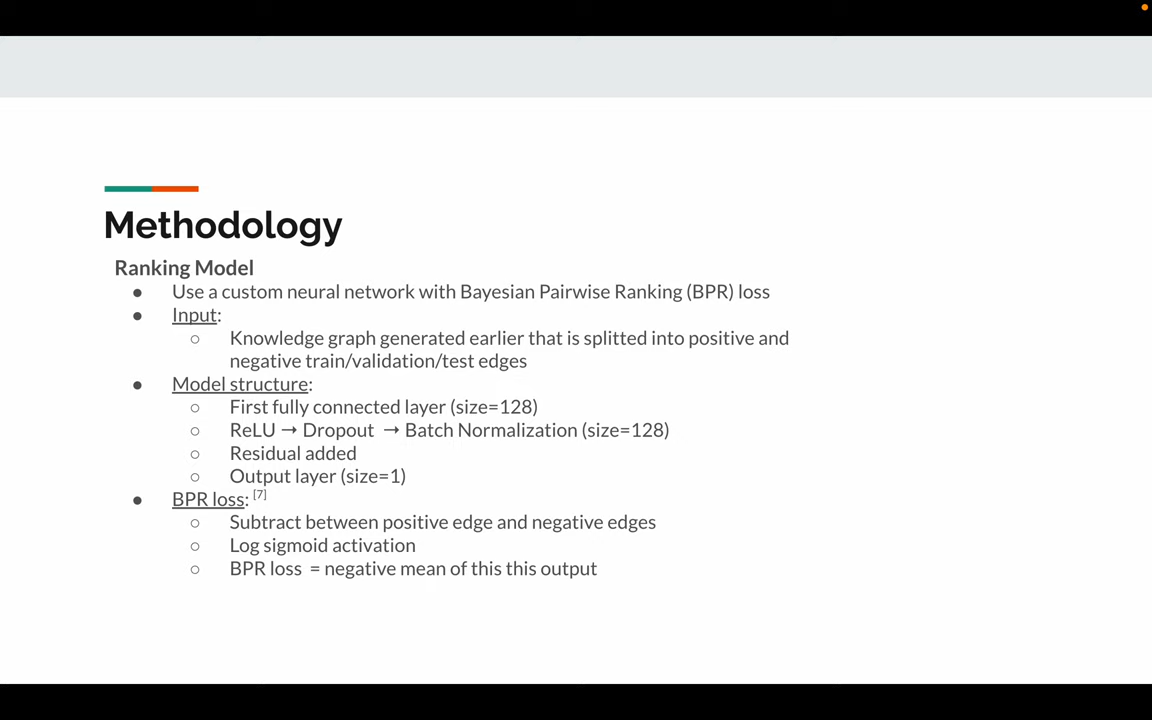 Methodology
Ranking Model
● Use a custom neural network with Bayesian Pairwise Ranking (BPR) loss
● Input:
○ Knowledge graph generated earlier that is splitted into positive and
negative train/validation/test edges
● Model structure:
○ First fully connected layer (size=128)
○ ReLU → Dropout → Batch Normalization (size=128)
○ Residual added
○ Output layer (size=1)
● BPR loss: [7]
○ Subtract between positive edge and negative edges
○ Log sigmoid activation
○ BPR loss = negative mean of this this output